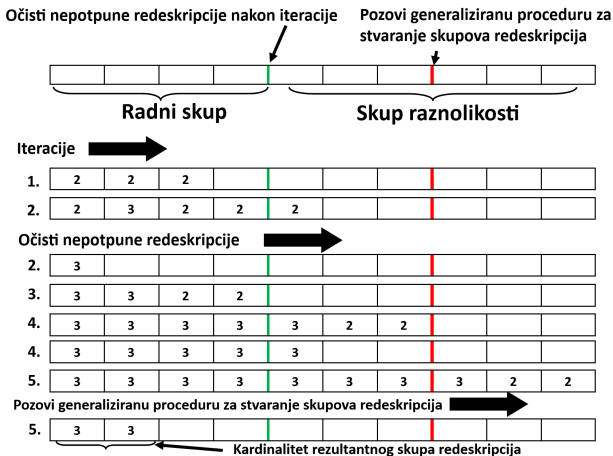 Očisti nepotpune redeskripcije nakon iteracije
Pozovi generaliziranu proceduru za
stvaranje skupova redeskripcija
Radni skup
Skup raznolikosti
Iteracije
1. 2 2 2
2. 2 3 2 2 2
Očisti nepotpune redeskripcije
2. 3
3. 3 3 2 2
4. 3 3 3 3 3 2 2
4. 3 3 3 3 3
5. 3 3 3 3 3 3 3 3 2 2
Pozovi generaliziranu proceduru za stvaranje skupova redeskripcija
5. 3 3
Kardinalitet rezultantnog skupa redeskripcija